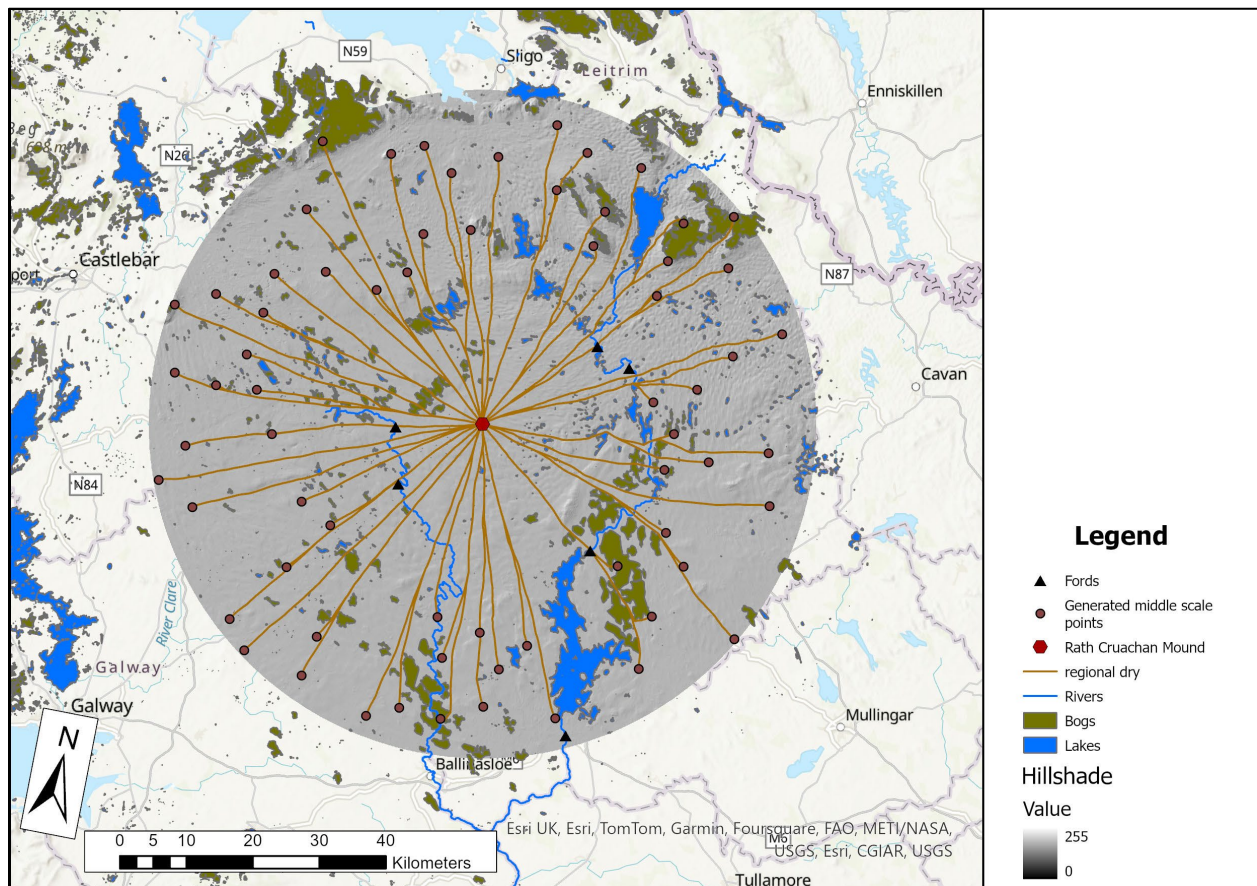 N59
Sligo
Leitrim
Enniskillen
N26
Castlebar
N87
Cavan
N84
River Clare
Galway
Galway
Mullingar
N
Ballinasloe
0 5 10 20 30 40
Kilometers
Esri UK, Esri, TomTom, Garmin, Foursquare, FAO, METI/NASA,
USGS, Esri, CGIAR, USGS
M6
Tullamore
Legend
Fords
Generated middle scale
points
Rath Cruachan Mound
regional dry
Rivers
Bogs
Lakes
Hillshade
Value
255
0